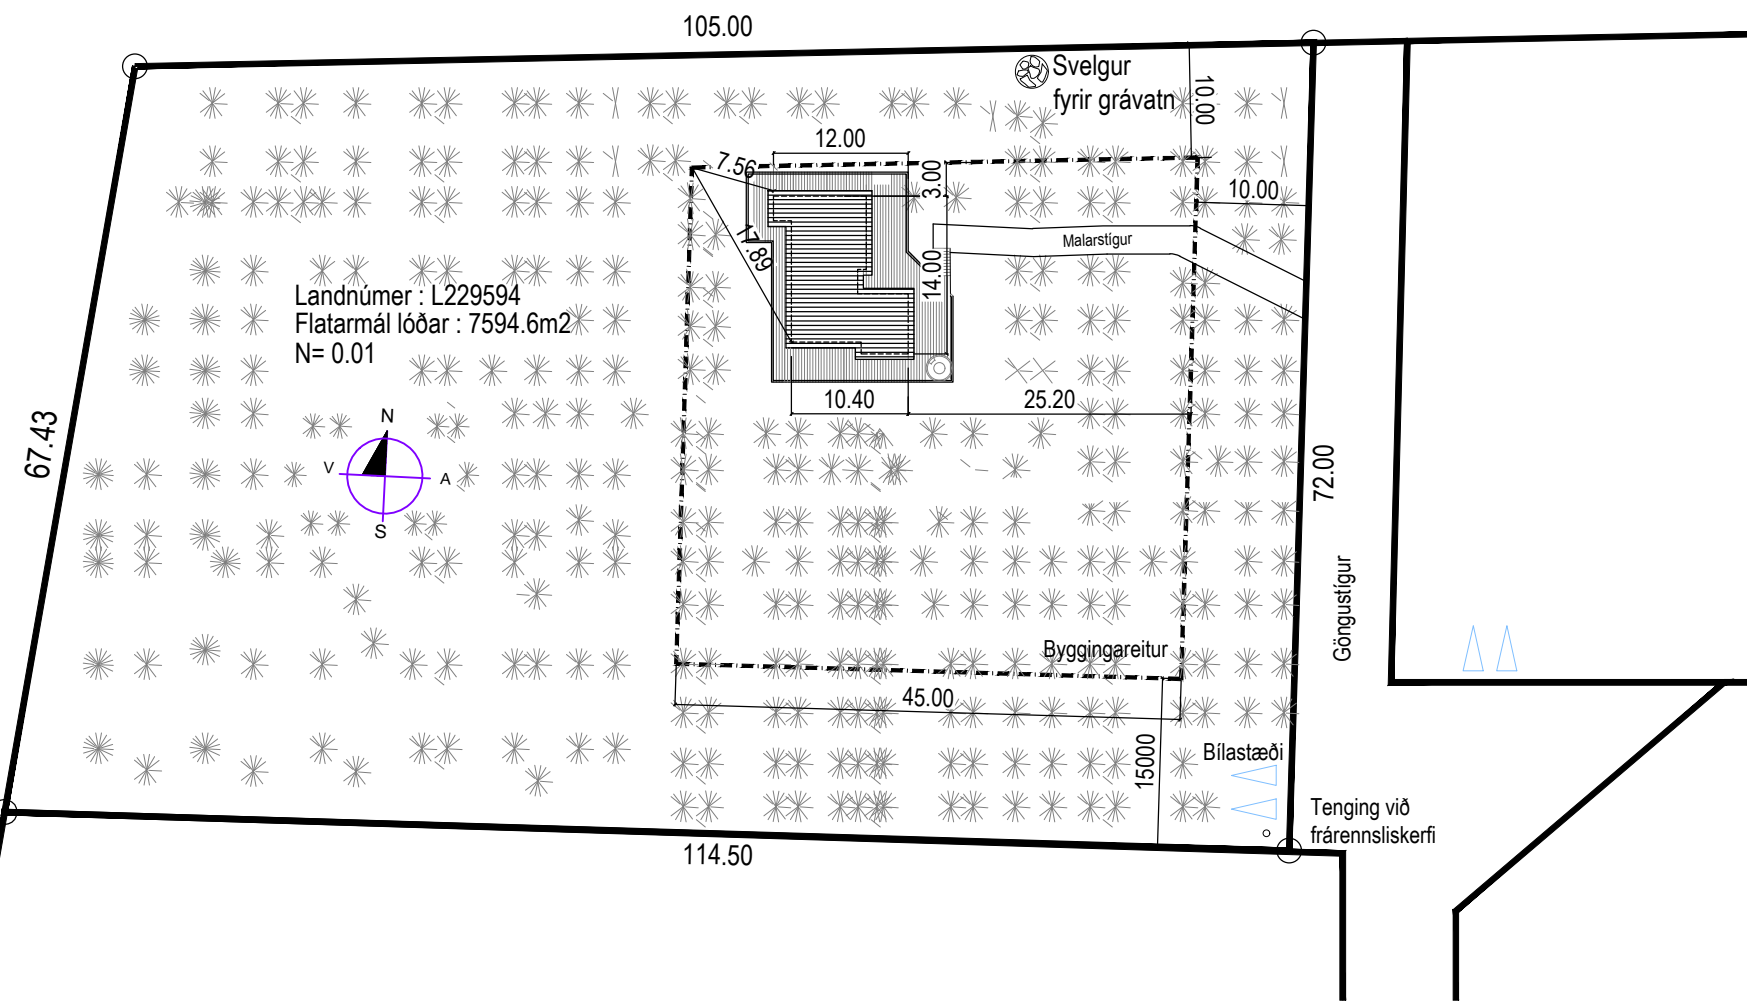 105.00
Svelgur
fyrir grávatn
10.00
12.00
7.56
3.00
10.00
Malarstígur
17.89
14.00
Landnúmer : L229594
Flatarmál lóðar : 7594.6m2
N= 0.01
10.40
25.20
67.43
N
V
A
S
72.00
Göngustígur
Byggingareitur
45.00
15000
Bílastæði
Tenging við
frárennsliskerfi
114.50